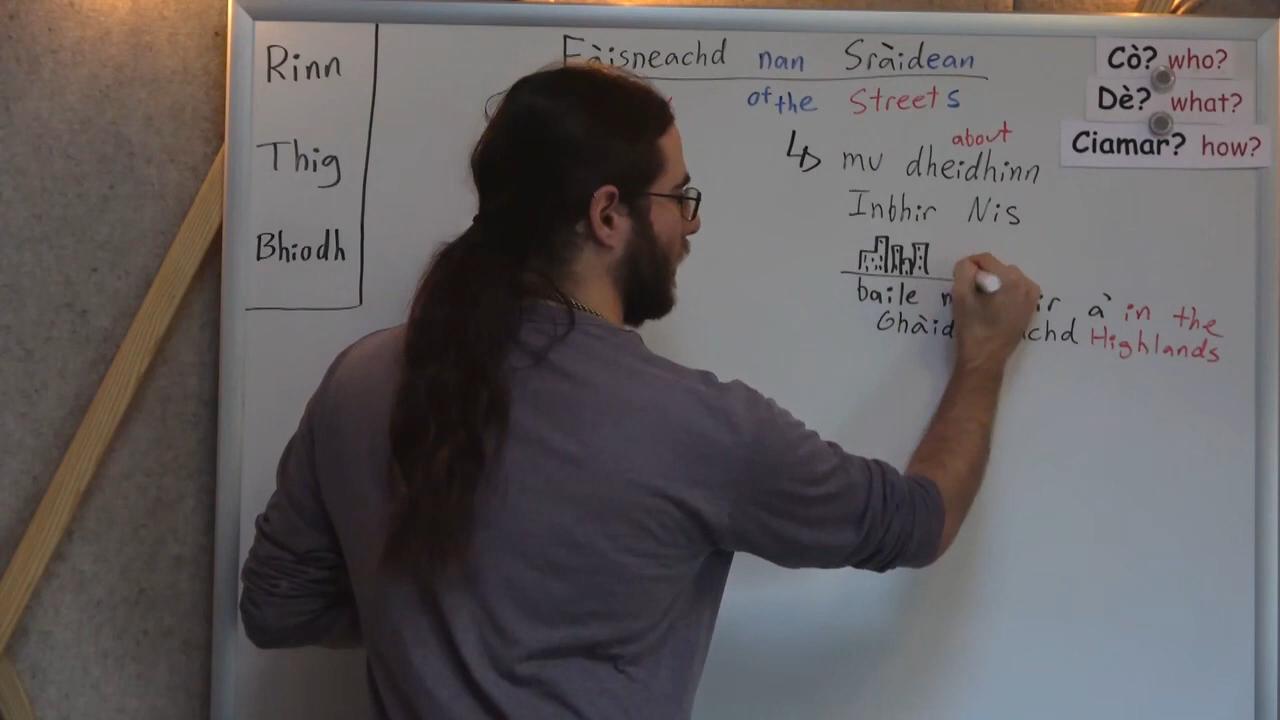 Rinn
Thig
Bhiodh
Fàisneachd nan Sràidean
of the Streets
about
mu dheidhinn
Inbhir Nis
baile
à in the
Highlands
Cò? who?
Dè? what?
Ciamar? how?